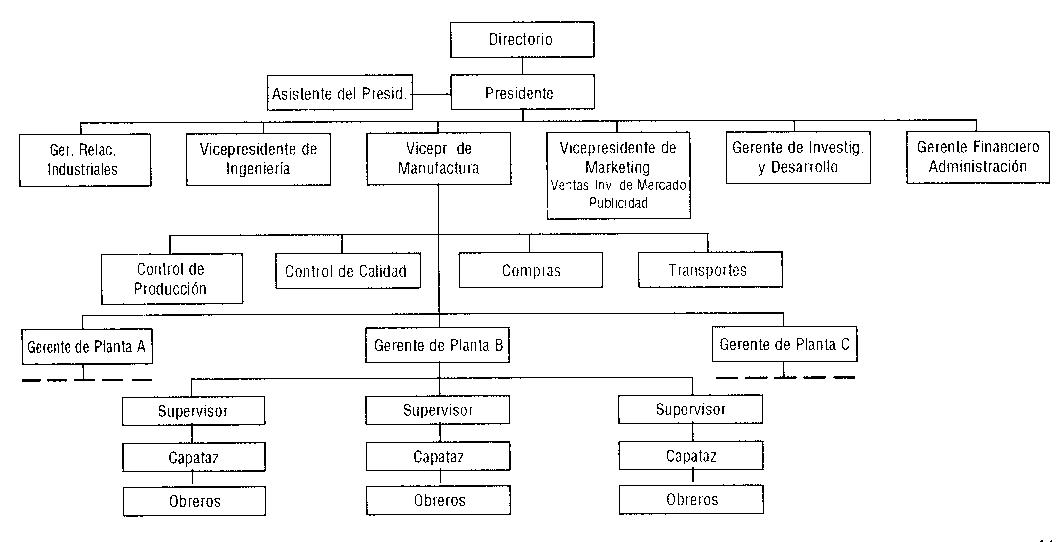 Directorio
Asistente del Presid.
Presidente
Ger. Relac.
Industriales
Vicepresidente de
Ingeniería
Vicepr. de
Manufactura
Vicepresidente de
Marketing
Ventas Inv. de Mercado
Publicidad
Gerente de Investig.
y Desarrollo
Gerente Financiero
Administración
Control de
Producción
Control de Calidad
Compras
Transportes
Gerente de Planta A
Gerente de Planta B
Gerente de Planta C
Supervisor
Supervisor
Supervisor
Capataz
Capataz
Capataz
Obreros
Obreros
Obreros